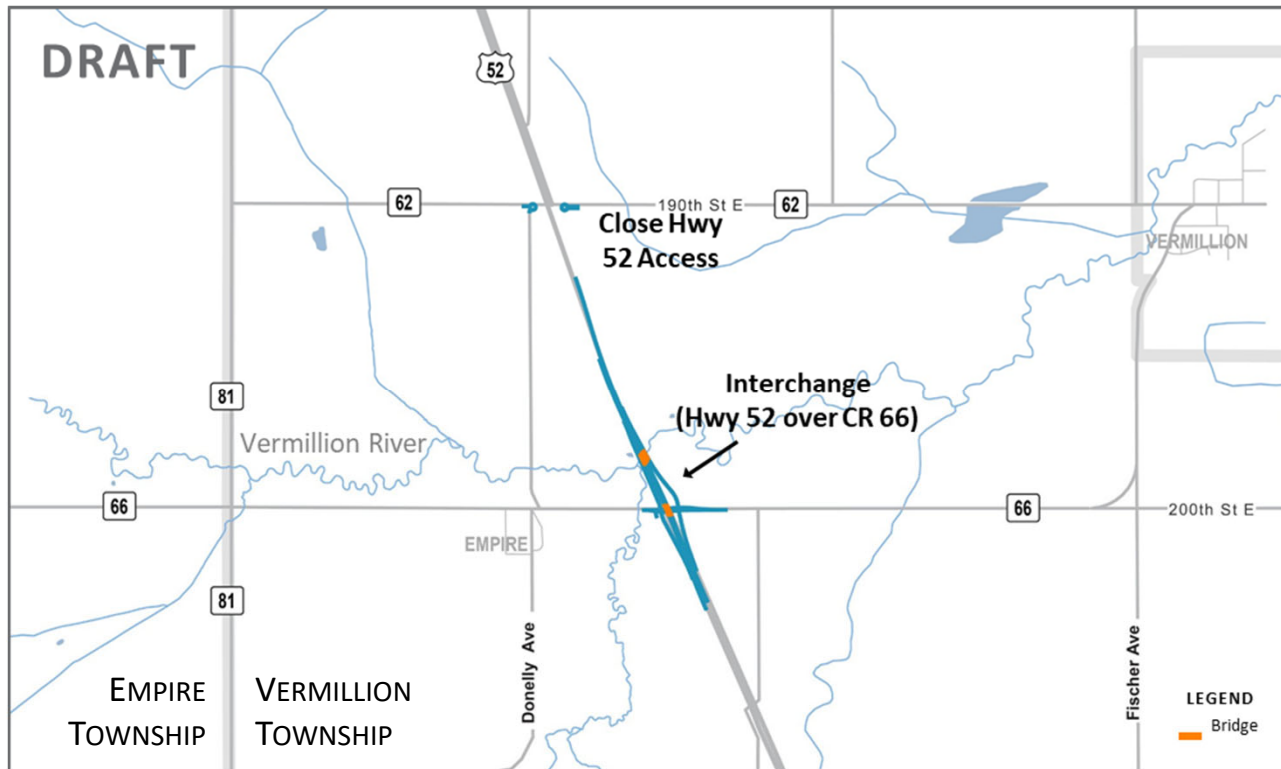 DRAFT
52
62
190th St E
62
Close Hwy
52 Access
VERMILLION
81
Interchange
(Hwy 52 over CR 66)
Vermillion River
66
66
200th St E
EMPIRE
81
Donelly Ave
Fischer Ave
EMPIRE
TOWNSHIP
VERMILLION
TOWNSHIP
LEGEND
Bridge